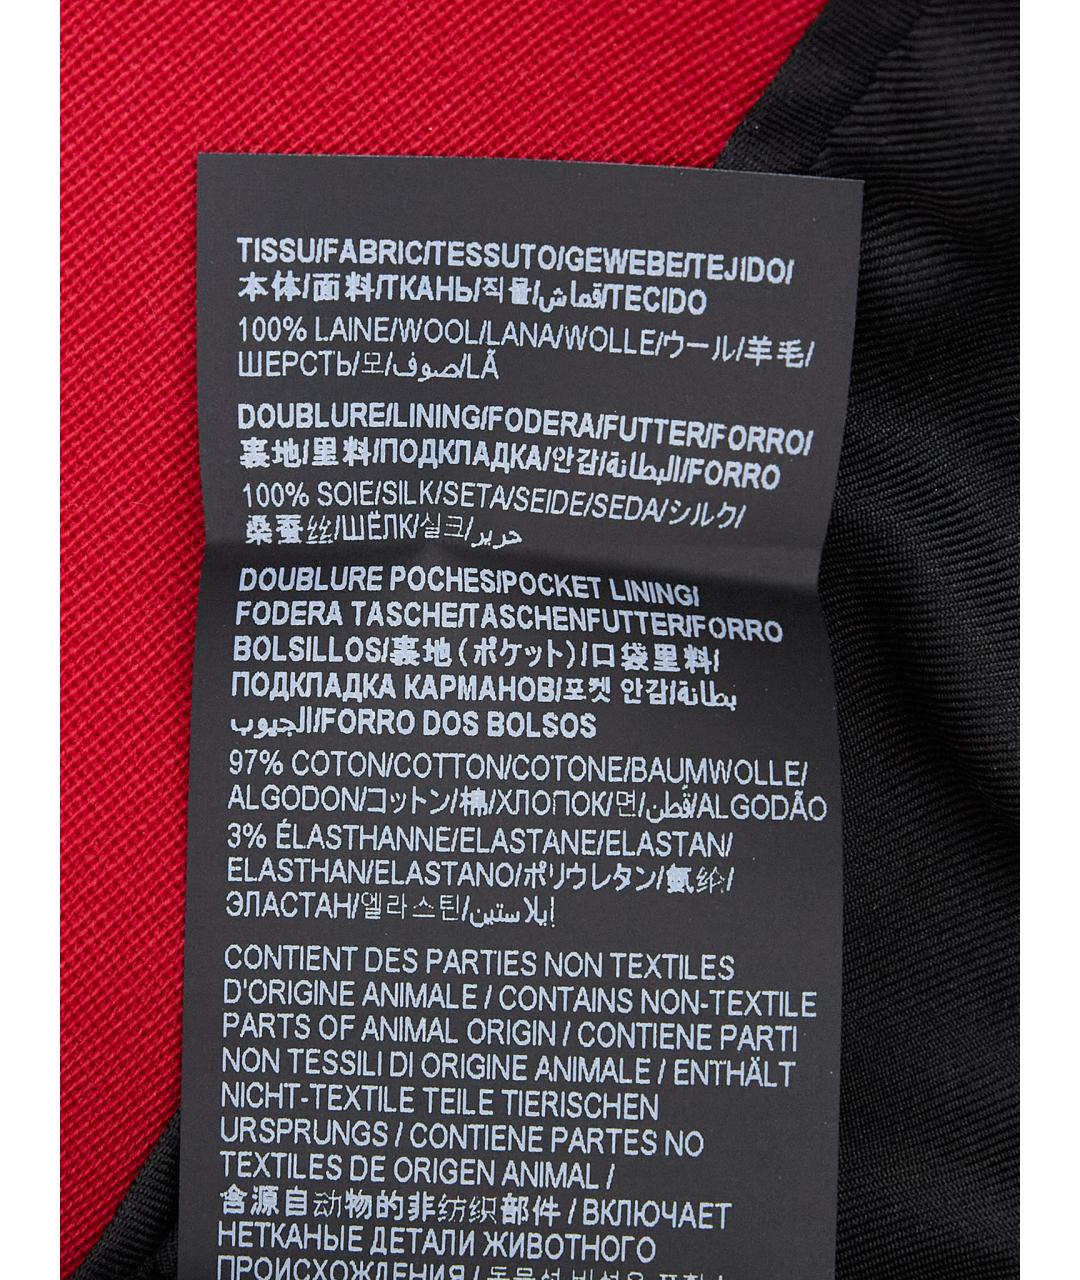 TISSU/FABRIC/TESSUTO/GEWEBE/TEJIDO/
本体/面料/ТКАНЬ/직물/قماش/TECIDO
100% LAINE/WOOL/LANA/WOLLE/ウール/羊毛/
ШЕРСТЬ/모/صوف/LÃ
DOUBLURE/LINING/FODERA/FUTTER/FORRO/
裏地/里料/ПОДКЛАДКА/안감/البطانة/FORRO
100% SOIE/SILK/SETA/SEIDE/SEDA/シルク/
桑蚕丝/ШЁЛК/실크/حرير
DOUBLURE POCHES/POCKET LINING/
FODERA TASCHE/TASCHENFUTTER/FORRO
BOLSILLOS/裏地(ポケット)/口袋里料/
ПОДКЛАДКА КАРМАНОВ/포켓 안감/بطانة
الجيوب/FORRO DOS BOLSOS
97% COTON/COTTON/COTONE/BAUMWOLLE/
ALGODON/コットン/棉/ХЛОПОК/면/قطن/ALGODÃO
3% ÉLASTHANNE/ELASTANE/ELASTAN/
ELASTHAN/ELASTANO/ポリウレタン/氨纶/
ЭЛАСТАН/엘라스틴/إيلاستين
CONTIENT DES PARTIES NON TEXTILES
D'ORIGINE ANIMALE / CONTAINS NON-TEXTILE
PARTS OF ANIMAL ORIGIN / CONTIENE PARTI
NON TESSILI DI ORIGINE ANIMALE / ENTHÄLT
NICHT-TEXTILE TEILE TIERISCHEN
URSPRUNGS / CONTIENE PARTES NO
TEXTILES DE ORIGEN ANIMAL /
含源自动物的非纺织部件 / ВКЛЮЧАЕТ
НЕТКАНЫЕ ДЕТАЛИ ЖИВОТНОГО
ПРОИСХОЖДЕНИЯ / 동물성 비섬유 포함